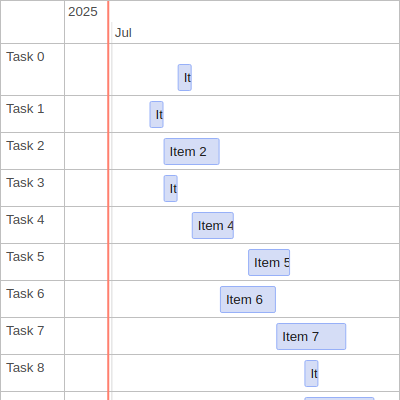 2025
Jul
Task 0
It
Task 1
It
Task 2
Item 2
Task 3
It
Task 4
Item 4
Task 5
Item 5
Task 6
Item 6
Task 7
Item 7
Task 8
It